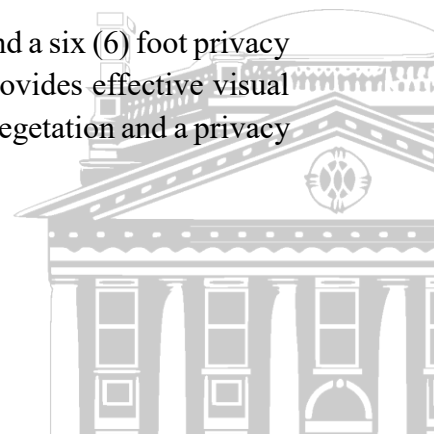 nd a six (6) foot privacy
ovides effective visual
egetation and a privacy